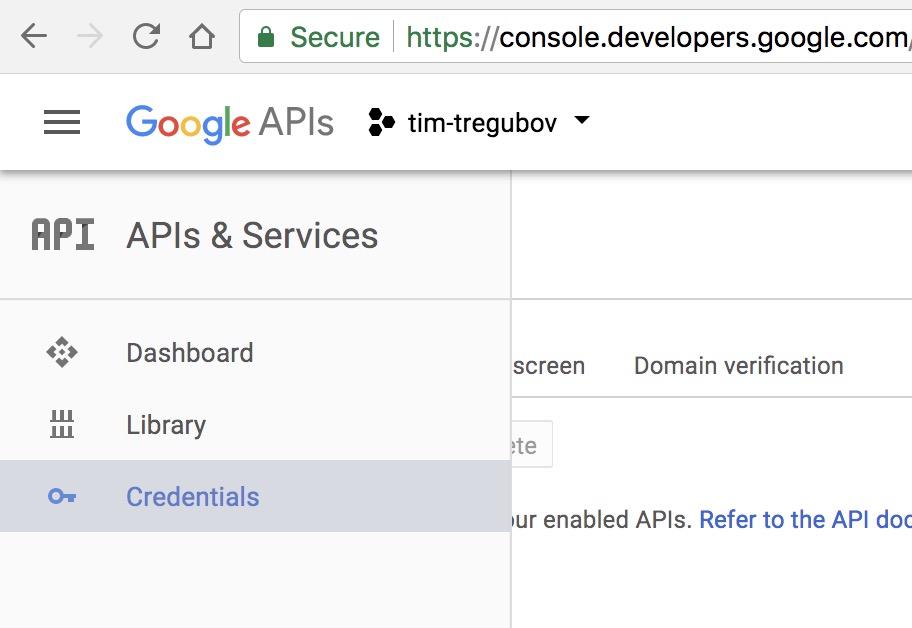 Secure https://console.developers.google.com/
Google APIs tim-tregubov
API APIs & Services
Dashboard
screen Domain verification
Library
ete
Credentials
our enabled APIs. Refer to the API doc